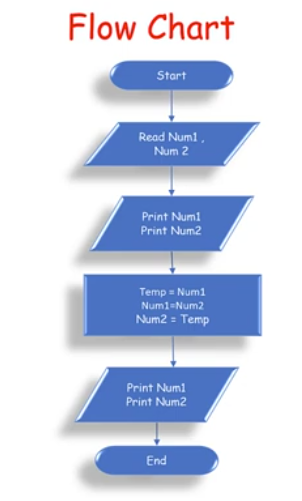 Flow Chart
Start
Read Num1 ,
Num 2
Print Num1
Print Num2
Temp = Num1
Num1=Num2
Num2 = Temp
Print Num1
Print Num2
End